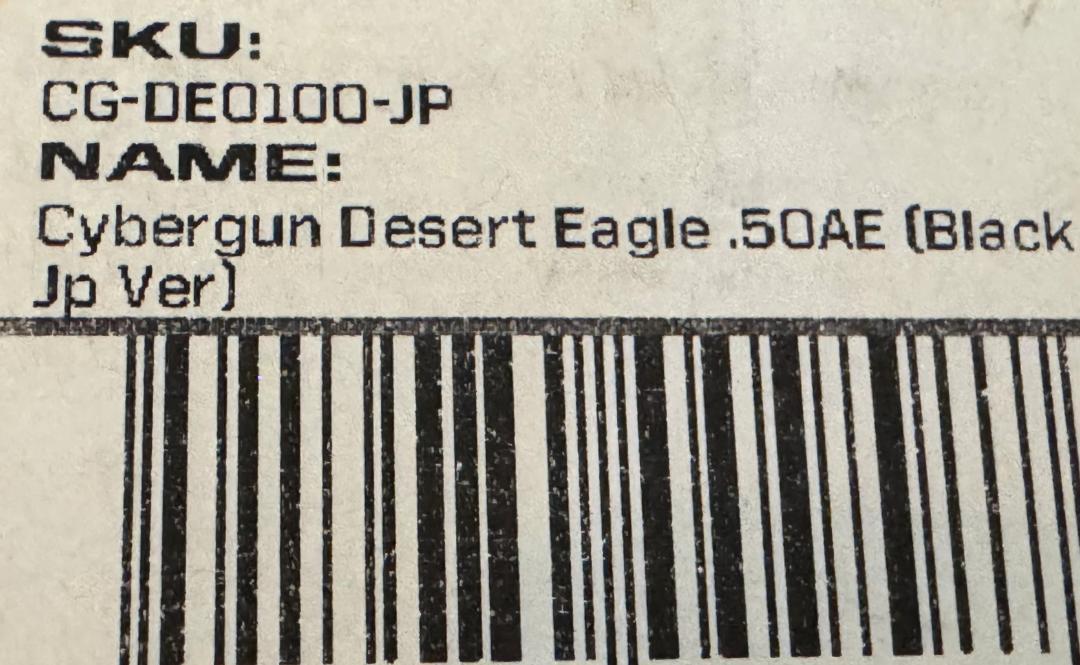 SKU:
CG-DE0100-JP
NAME:
Cybergun Desert Eagle .50AE (Black
Jp Ver)